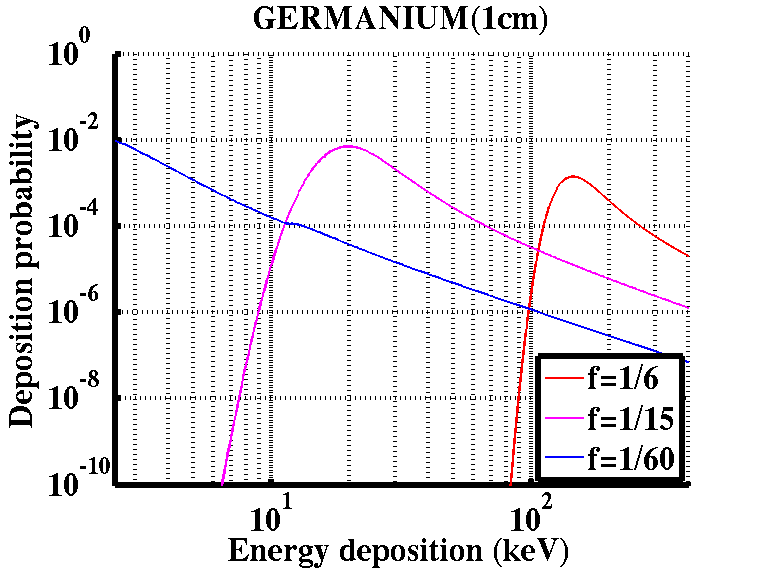 GERMANIUM(1cm)
Deposition probability
10^0
10^-2
10^-4
10^-6
10^-8
10^-10
f=1/6
f=1/15
f=1/60
10^1
10^2
Energy deposition (keV)